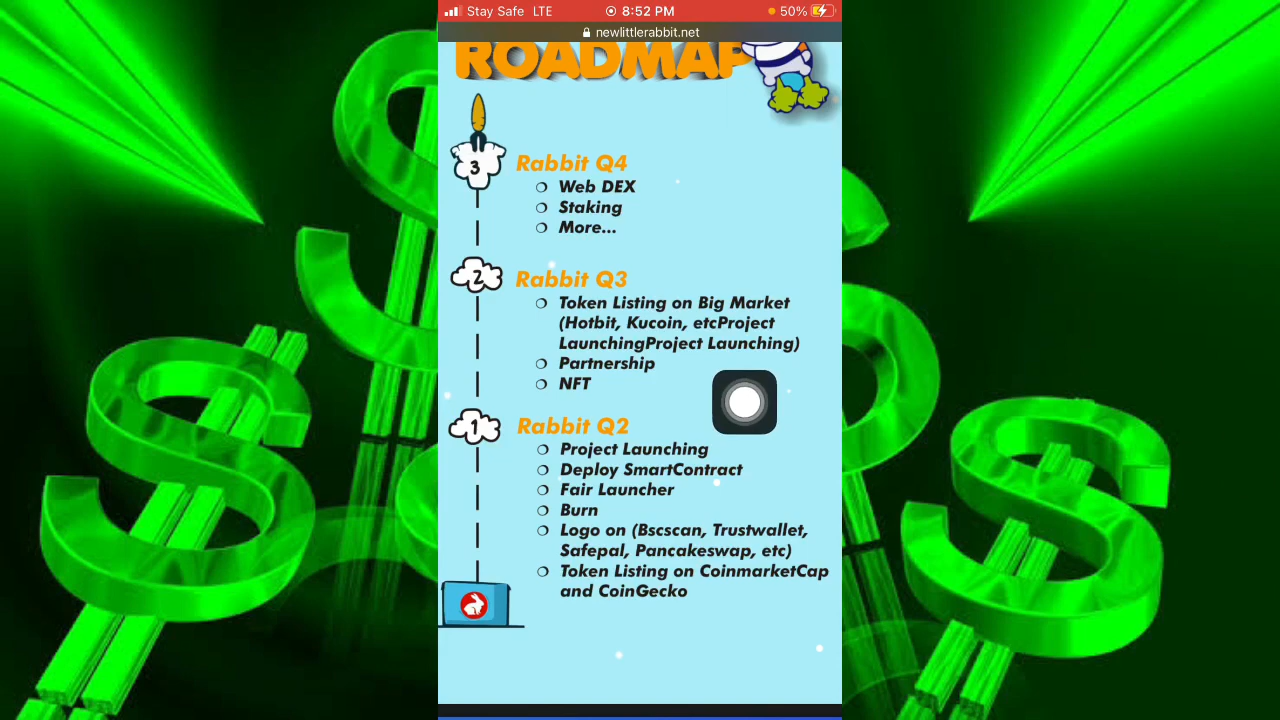 Stay Safe LTE 8:52 PM 50%
newlittlerabbit.net
ROADMAP
3
Rabbit Q4
Web DEX
Staking
More...
2
Rabbit Q3
Token Listing on Big Market
(Hotbit, Kucoin, etcProject
LaunchingProject Launching)
Partnership
NFT
1
Rabbit Q2
Project Launching
Deploy SmartContract
Fair Launcher
Burn
Logo on (Bscscan, Trustwallet,
Safepal, Pancakeswap, etc)
Token Listing on CoinmarketCap
and CoinGecko